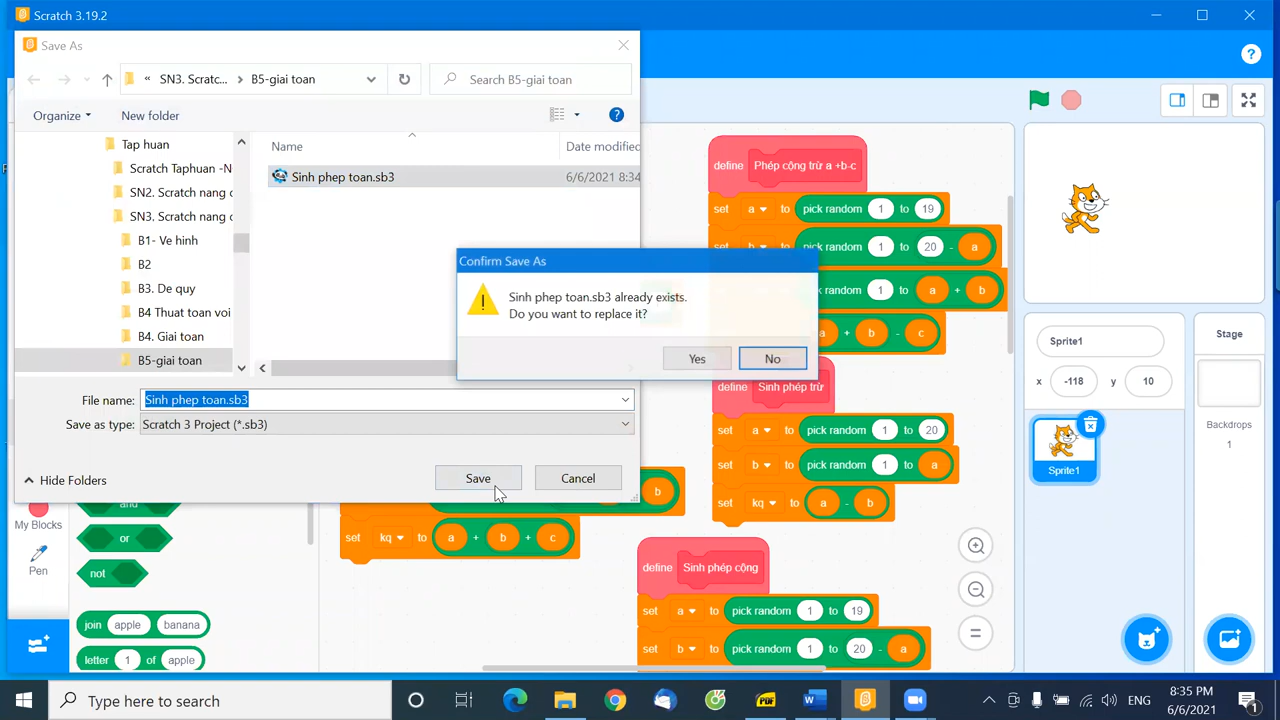 Scratch 3.19.2
Save As
« SN3. Scratc... > B5-giai toan
Search B5-giai toan
Organize
New folder
Tap huan
Scratch Taphuan -N
SN2. Scratch nang c
SN3. Scratch nang c
B1- Ve hinh
B2
B3. De quy
B4 Thuat toan voi
B4. Giai toan
B5-giai toan
Name
Date modified
Sinh phep toan.sb3
6/6/2021 8:34
Confirm Save As
Sinh phep toan.sb3 already exists.
Do you want to replace it?
Yes
No
File name:
Sinh phep toan.sb3
Save as type:
Scratch 3 Project (*.sb3)
Hide Folders
Save
Cancel
define Phép cộng trừ a +b-c
set a to pick random 1 to 19
pick random 1 to 20 - a
pick random 1 to a + b
a + b - c
define Sinh phép trừ
set a to pick random 1 to 20
set b to pick random 1 to a
set kq to a - b
b
set kq to a + b + c
define Sinh phép cộng
set a to pick random 1 to 19
set b to pick random 1 to 20 - a
My Blocks
Pen
and
or
not
join apple banana
letter 1 of apple
Sprite1
x -118 y 10
Sprite1
Stage
Backdrops
1
Type here to search
PDF
ENG
8:35 PM
6/6/2021
1